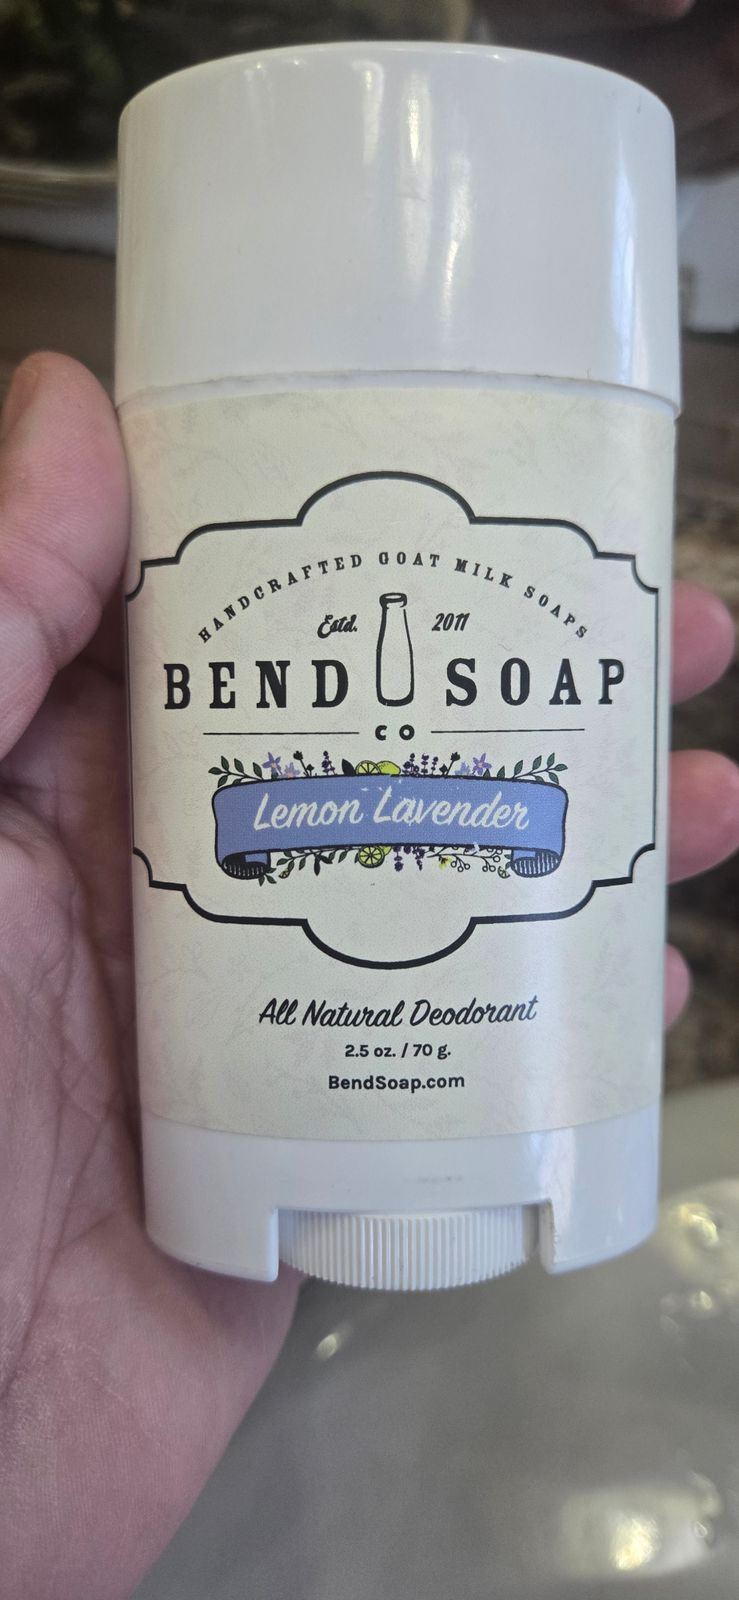 HANDCRAFTED GOAT MILK SOAPS
Estd. 2011
BEND SOAP
CO
Lemon Lavender
All Natural Deodorant
2.5 oz. / 70 g.
BendSoap.com